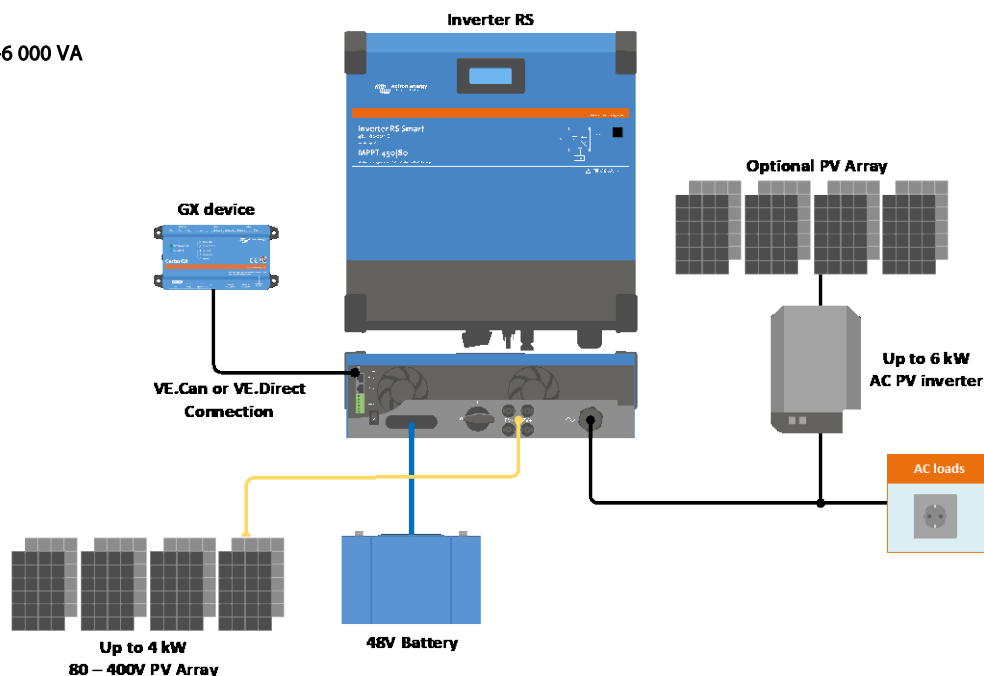 Inverter RS
-6 000 VA
Inverter RS Smart
MPPT 450|80
Optional PV Array
GX device
Cerbo GX
Up to 6 kW
AC PV inverter
VE.Can or VE.Direct
Connection
AC loads
48V Battery
Up to 4 kW
80 – 400V PV Array